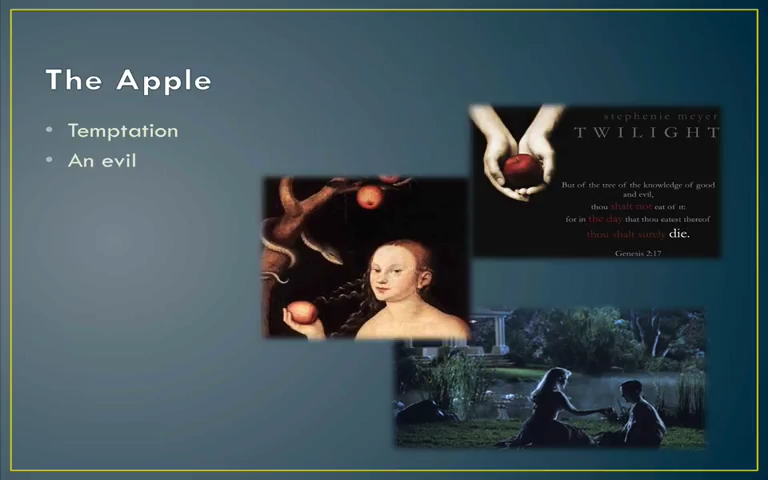 The Apple
• Temptation
• An evil
stephenie meyer
TWILIGHT
But of the tree of the knowledge of good
and evil,
thou shalt not eat of it:
for in the day that thou eatest thereof
thou shalt surely die.
Genesis 2:17